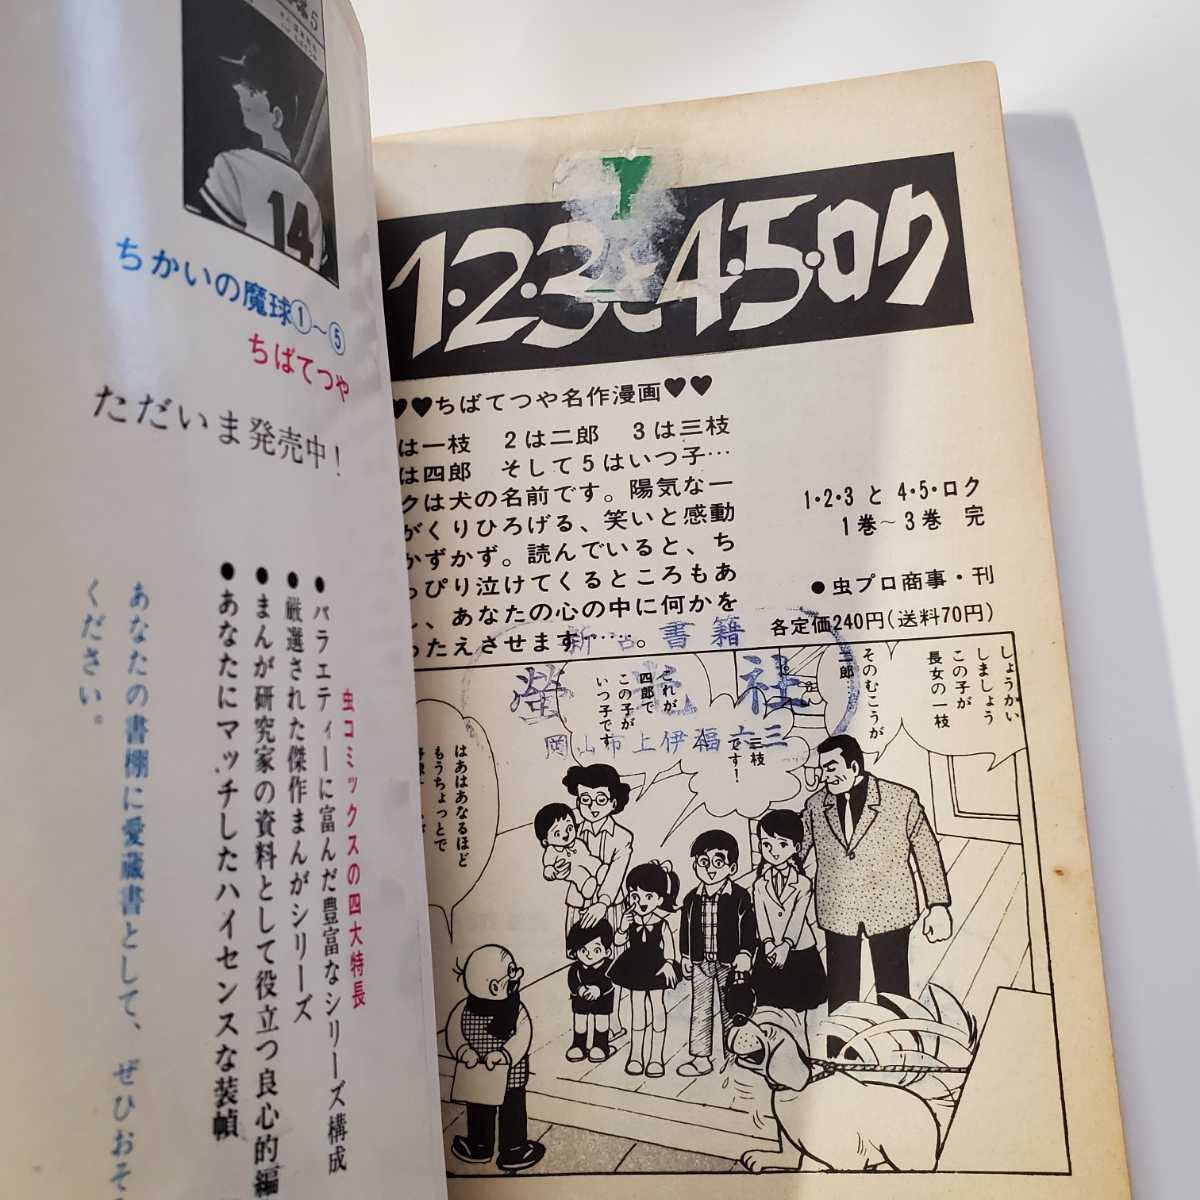 14
ちかいの魔球①〜⑤
ちばてつや
ただいま発売中!
虫コミックスの四大特長
●バラエティーに富んだ豊富なシリーズ構成
●厳選された傑作まんがシリーズ
●まんが研究家の資料として役立つ良心的編
●あなたにマッチしたハイセンスな装幀
あなたの書棚に愛蔵書として、ぜひおそ
ください。
1・2・3と4・5・ロク
♥♥ちばてつや名作漫画♥♥
は一枝 2は二郎 3は三枝
は四郎 そして5はいつ子…
クは犬の名前です。陽気な一
がくりひろげる、笑いと感動
かずかず。読んでいると、ち
っぴり泣けてくるところもあ
、あなたの心の中に何かを
ったえさせます……。
1・2・3 と 4・5・ロク
1巻〜3巻 完
●虫プロ商事・刊
各定価240円(送料70円)
書籍
社
岡山市上伊福六三
しょうかい
しましょう
この子が
長女の一枝
そのむこうが
二郎…
三枝
です!
これが
四郎で
この子が
いつ子です
はあはあなるほど
もうちょっとで